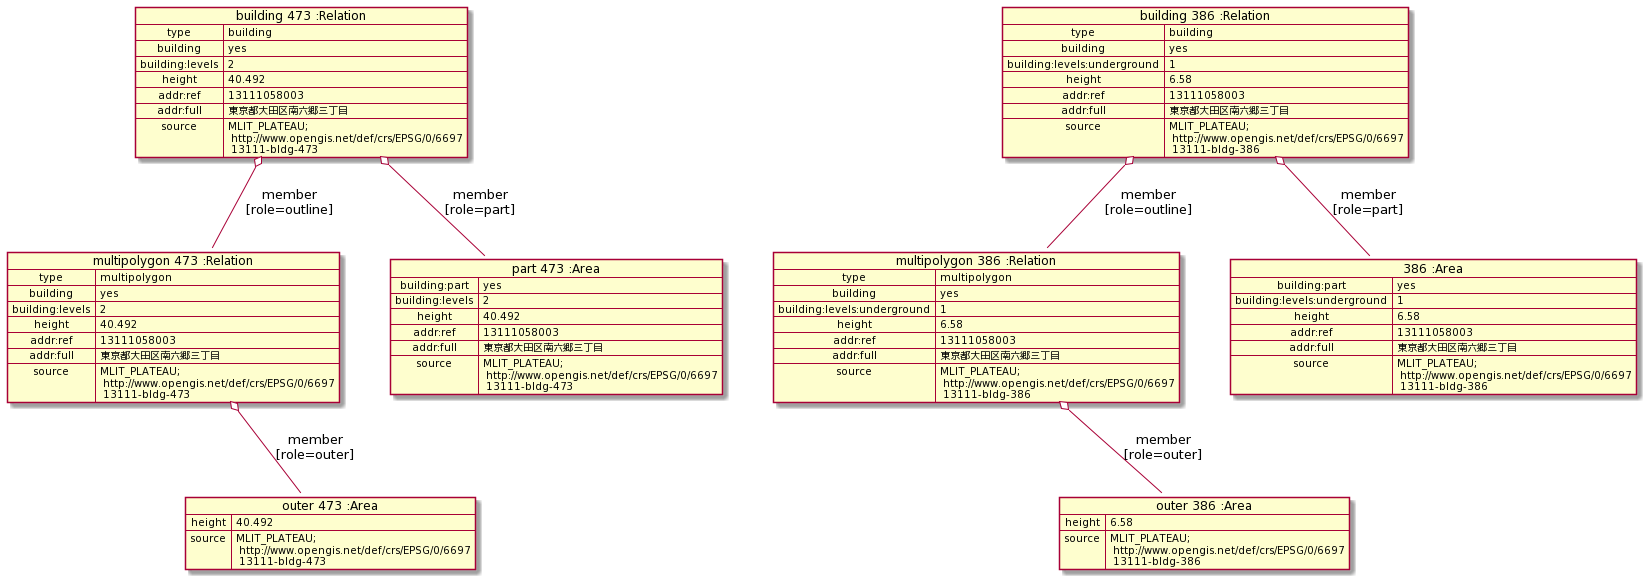 building 473 :Relation
type building
building yes
building:levels 2
height 40.492
addr:ref 13111058003
addr:full 東京都大田区南六郷三丁目
source MLIT_PLATEAU;
http://www.opengis.net/def/crs/EPSG/0/6697
13111-bldg-473
building 386 :Relation
type building
building yes
building:levels:underground 1
height 6.58
addr:ref 13111058003
addr:full 東京都大田区南六郷三丁目
source MLIT_PLATEAU;
http://www.opengis.net/def/crs/EPSG/0/6697
13111-bldg-386
member
[role=outline]
member
[role=part]
member
[role=outline]
member
[role=part]
multipolygon 473 :Relation
type multipolygon
building yes
building:levels 2
height 40.492
addr:ref 13111058003
addr:full 東京都大田区南六郷三丁目
source MLIT_PLATEAU;
http://www.opengis.net/def/crs/EPSG/0/6697
13111-bldg-473
part 473 :Area
building:part yes
building:levels 2
height 40.492
addr:ref 13111058003
addr:full 東京都大田区南六郷三丁目
source MLIT_PLATEAU;
http://www.opengis.net/def/crs/EPSG/0/6697
13111-bldg-473
multipolygon 386 :Relation
type multipolygon
building yes
building:levels:underground 1
height 6.58
addr:ref 13111058003
addr:full 東京都大田区南六郷三丁目
source MLIT_PLATEAU;
http://www.opengis.net/def/crs/EPSG/0/6697
13111-bldg-386
386 :Area
building:part yes
building:levels:underground 1
height 6.58
addr:ref 13111058003
addr:full 東京都大田区南六郷三丁目
source MLIT_PLATEAU;
http://www.opengis.net/def/crs/EPSG/0/6697
13111-bldg-386
member
[role=outer]
member
[role=outer]
outer 473 :Area
height 40.492
source MLIT_PLATEAU;
http://www.opengis.net/def/crs/EPSG/0/6697
13111-bldg-473
outer 386 :Area
height 6.58
source MLIT_PLATEAU;
http://www.opengis.net/def/crs/EPSG/0/6697
13111-bldg-386